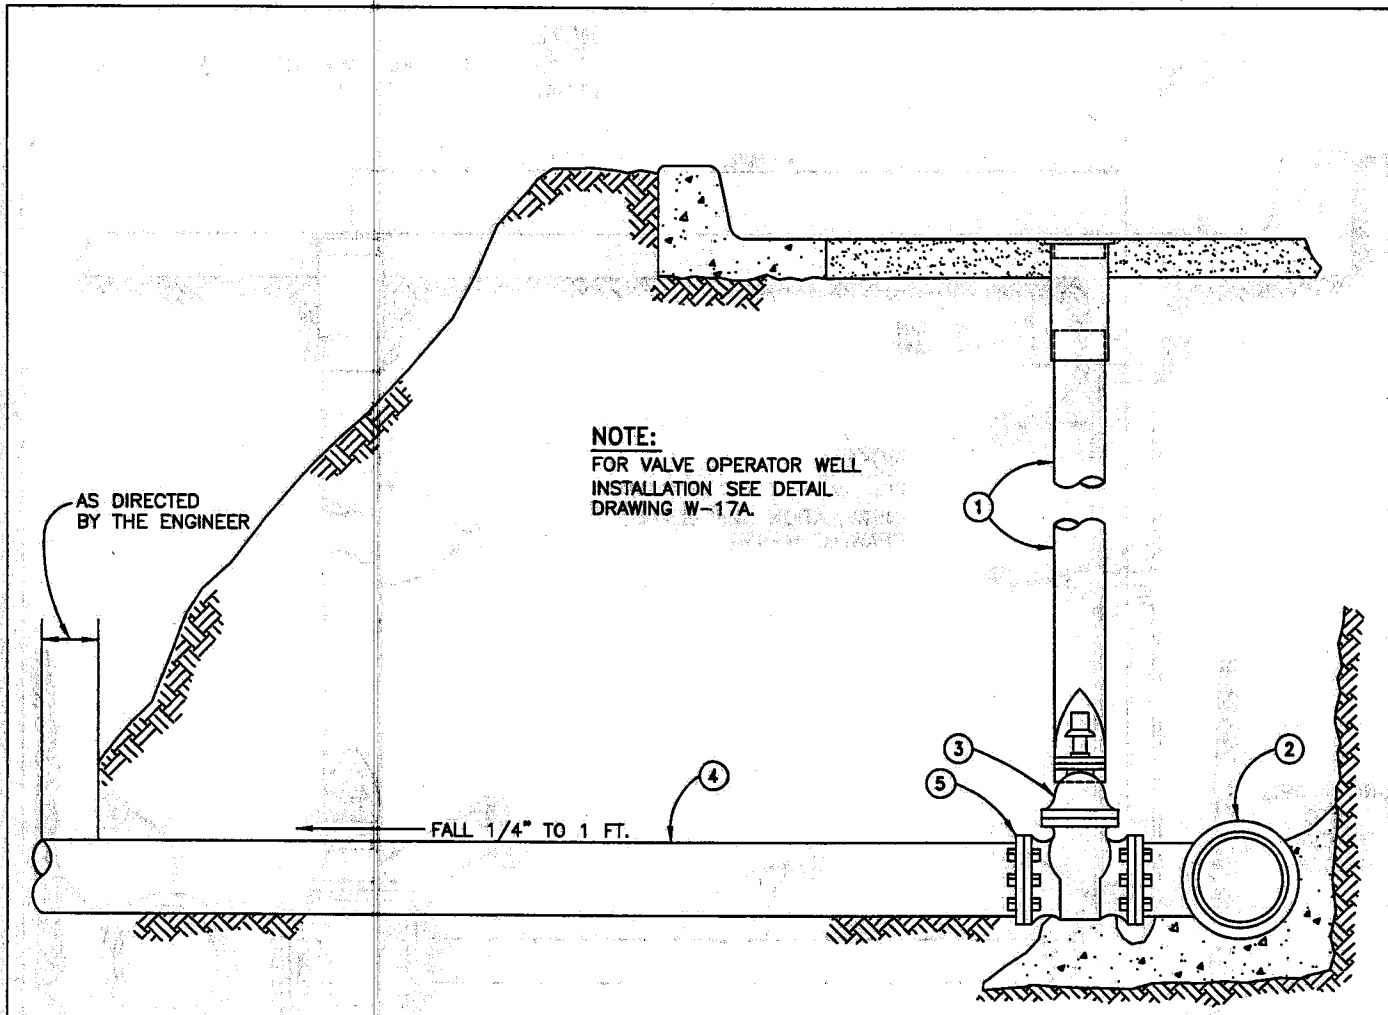 NOTE:
FOR VALVE OPERATOR WELL
INSTALLATION SEE DETAIL
DRAWING W-17A.
AS DIRECTED
BY THE ENGINEER
1
3
2
5
4
FALL 1/4" TO 1 FT.